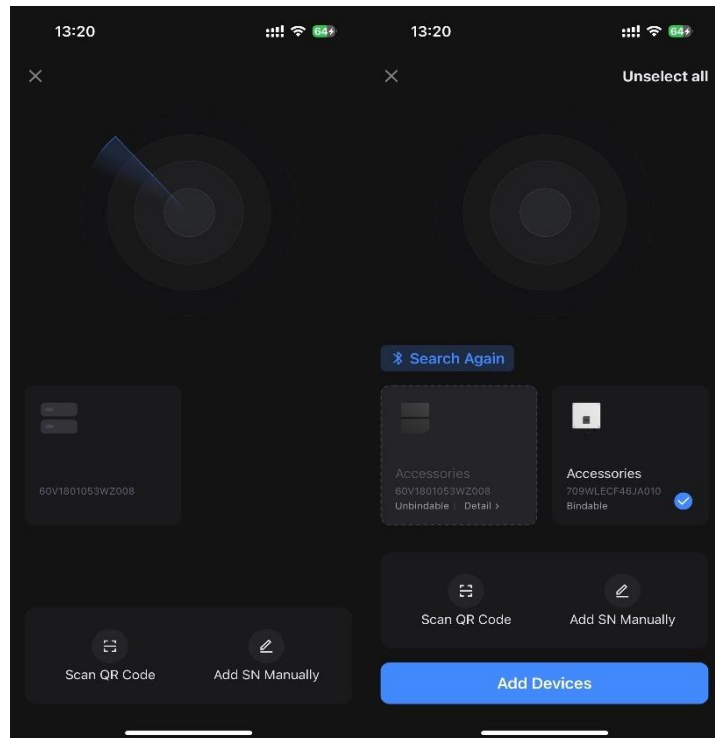 13:20
64
60V1801053WZ008
Scan QR Code
Add SN Manually
13:20
64
Unselect all
Search Again
Accessories
60V1801053WZ008
Unbindable | Detail >
Accessories
709WLECF46JA010
Bindable
Scan QR Code
Add SN Manually
Add Devices